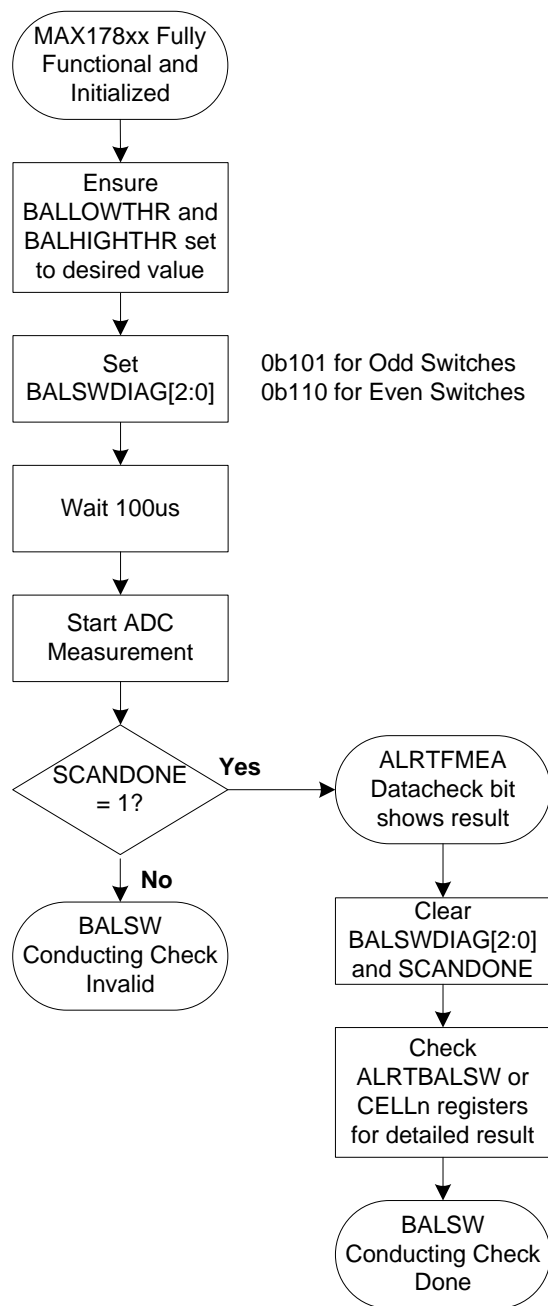 MAX178xx Fully
Functional and
Initialized
Ensure
BALLOWTHR and
BALHIGHTHR set
to desired value
Set
BALSWDIAG[2:0]
0b101 for Odd Switches
0b110 for Even Switches
Wait 100us
Start ADC
Measurement
SCANDONE
= 1?
Yes
No
BALSW
Conducting Check
Invalid
ALRTFMEA
Datacheck bit
shows result
Clear
BALSWDIAG[2:0]
and SCANDONE
Check
ALRTBALSW or
CELLn registers
for detailed result
BALSW
Conducting Check
Done